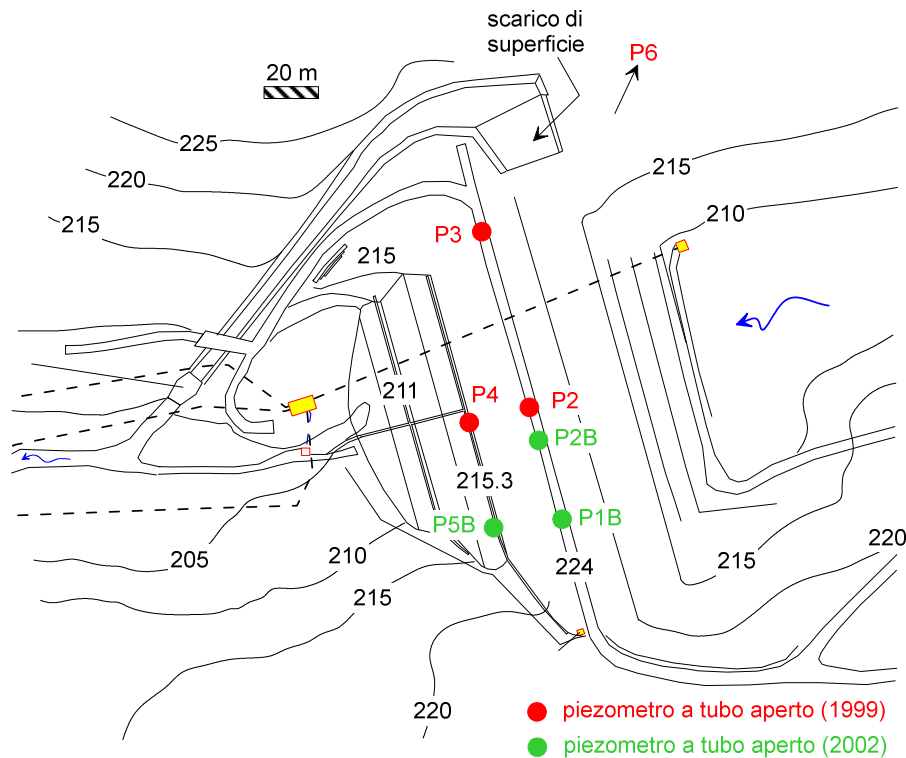 scarico di
superficie
P6
20 m
225
220
215
215
210
P3
215
211
P4
P2
P2B
215.3
P5B
P1B
205
210
224
215
220
215
220
piezometro a tubo aperto (1999)
piezometro a tubo aperto (2002)